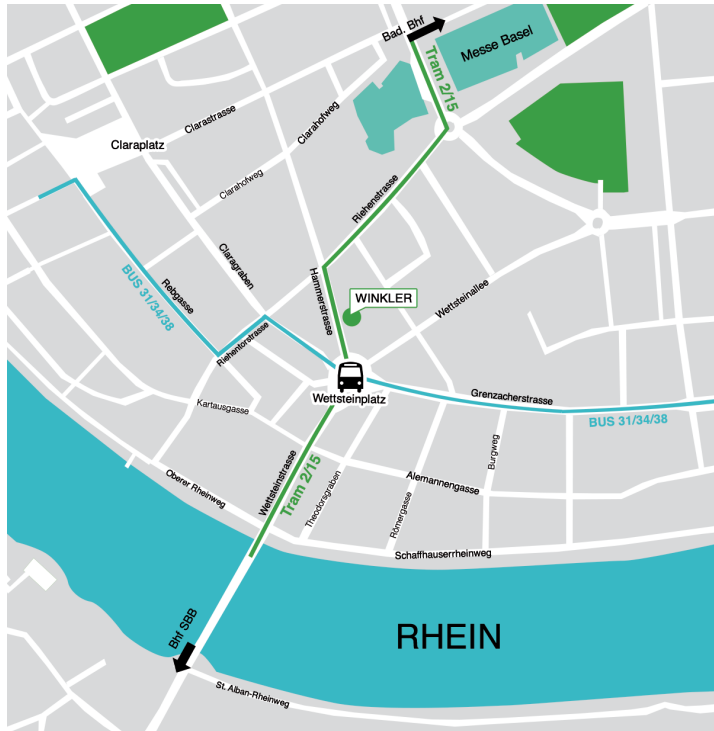 Bad. Bhf
Messe Basel
Tram 2/15
Clarastrasse
Clarahofweg
Claraplatz
Clarahofweg
Riehenstrasse
Claragraben
Hammerstrasse
Rebgasse
BUS 31/34/38
WINKLER
Wettsteinallee
Riehentorstrasse
Wettsteinplatz
Grenzacherstrasse
BUS 31/34/38
Kartausgasse
Wettsteinstrasse
Tram 2/15
Theodorsgraben
Römergasse
Burgweg
Alemannengasse
Oberer Rheinweg
Schaffhauserrheinweg
RHEIN
Bhf SBB
St. Alban-Rheinweg